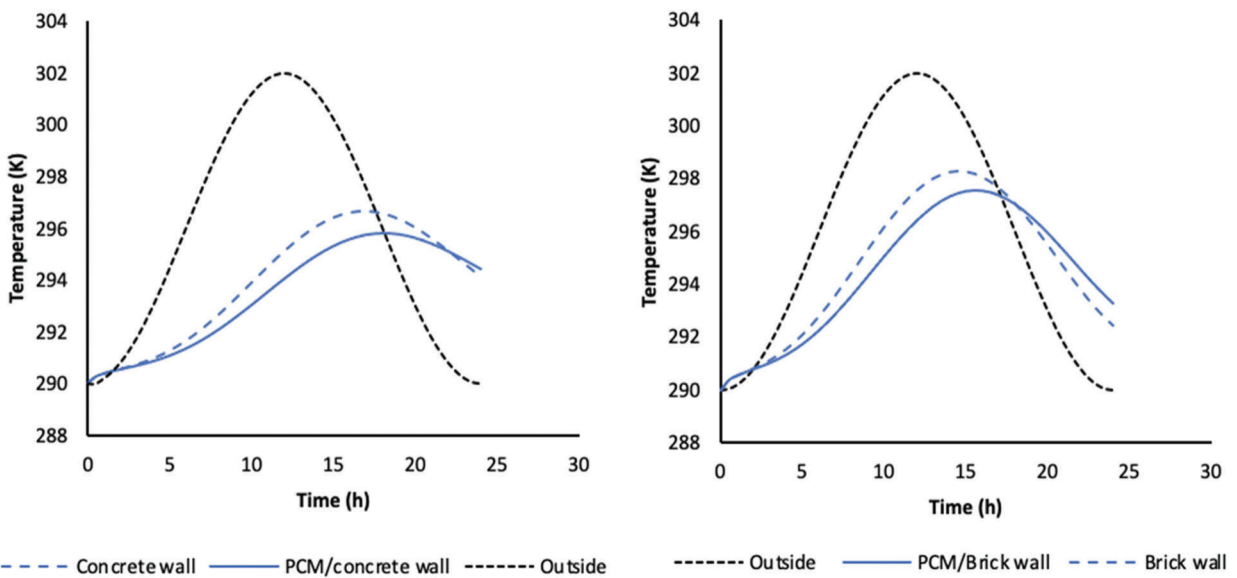 304
302
300
298
296
294
292
290
288
Temperature (K)
0 5 10 15 20 25 30
Time (h)
Concrete wall PCM/concrete wall Outside
304
302
300
298
296
294
292
290
288
Temperature (K)
0 5 10 15 20 25 30
Time (h)
Outside PCM/Brick wall Brick wall